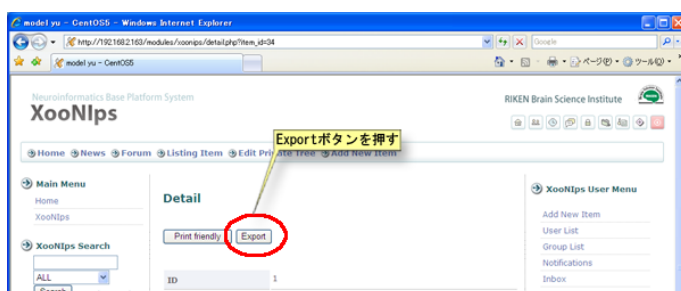 model yu - CentOS5 - Windows Internet Explorer
http://192.168.2.163/modules/xoonips/detail.php?item_id=34
Google
model yu - CentOS5
ページ(P)
ツール(O)
Neuroinformatics Base Platform System
XooNIps
RIKEN Brain Science Institute
Exportボタンを押す
Home News Forum Listing Item Edit Private Tree Add New Item
Main Menu
Home
XooNIps
XooNIps Search
ALL
Search
Detail
Print friendly
Export
ID
1
XooNIps User Menu
Add New Item
User List
Group List
Notifications
Inbox